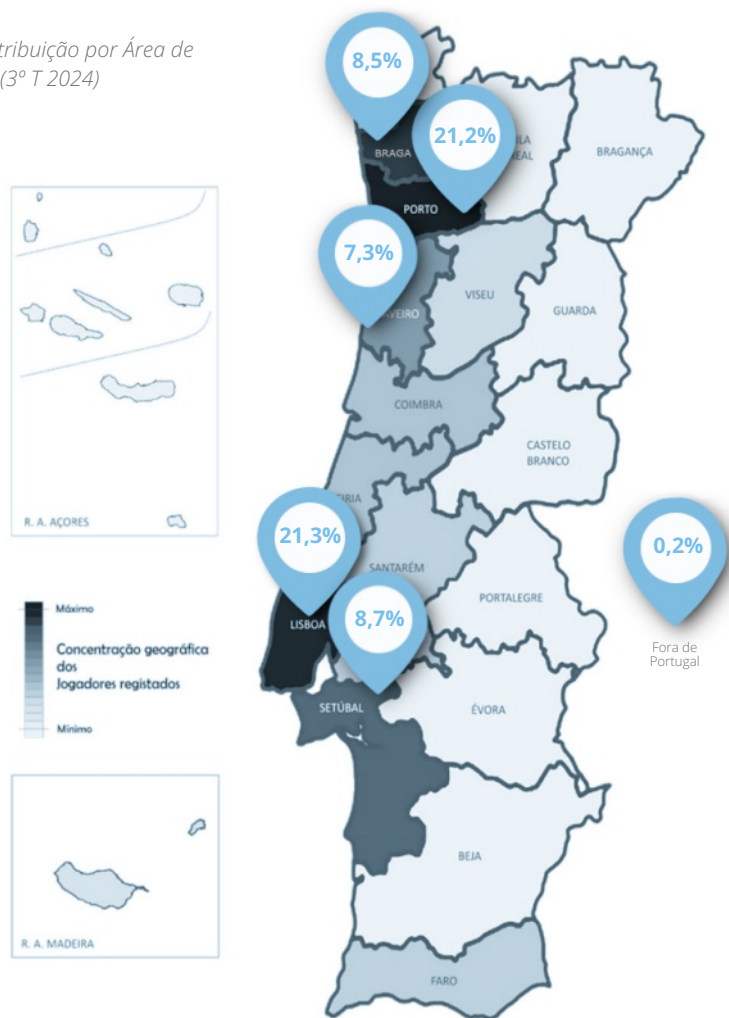 tribuição por Área de
(3º T 2024)
8,5%
21,2%
BRAGA
BRAGANÇA
PORTO
7,3%
VISEU
GUARDA
COIMBRA
CASTELO
BRANCO
R. A. AÇORES
21,3%
0,2%
SANTARÉM
PORTALEGRE
Máximo
LISBOA
8,7%
Fora de
Portugal
Concentração geográfica
dos
Jogadores registados
SETÚBAL
ÉVORA
Mínimo
BEJA
R. A. MADEIRA
FARO